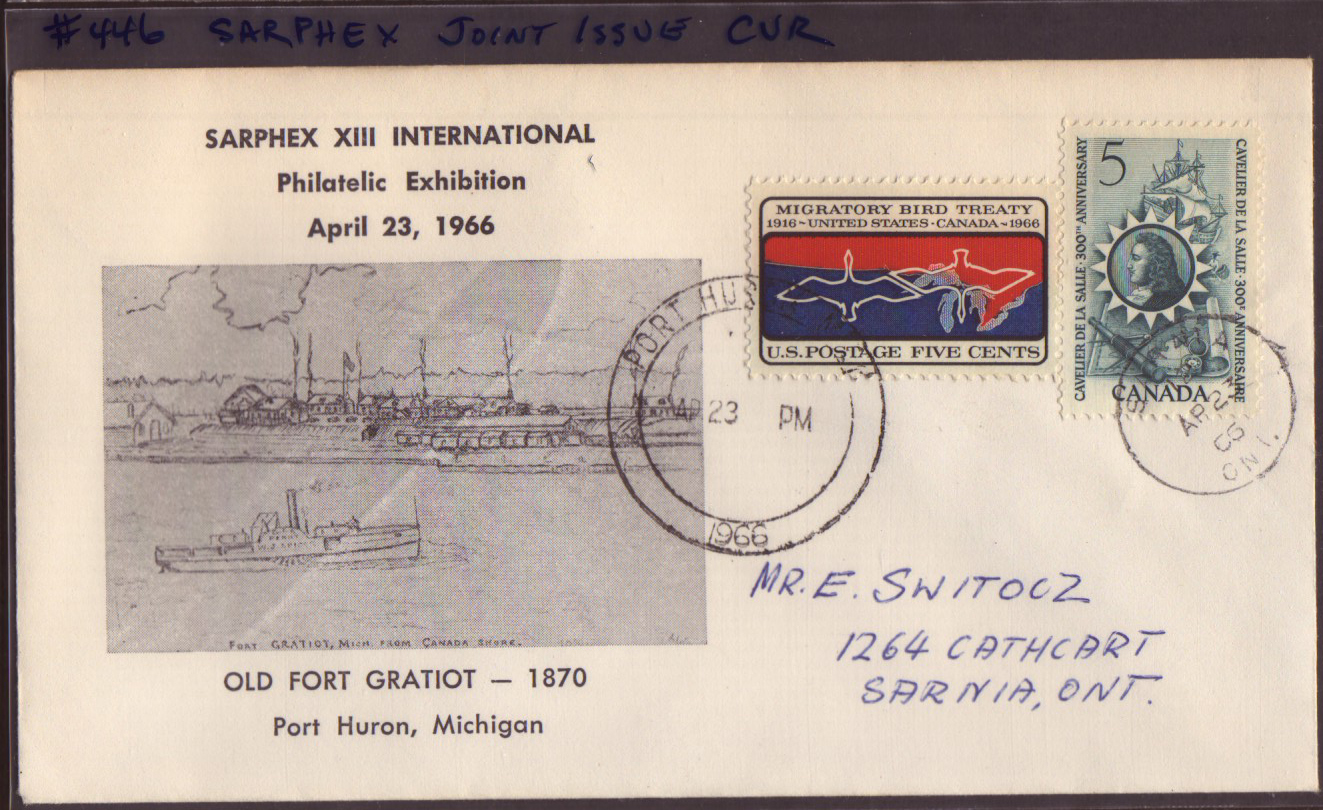 #446 SARPHEX JOINT ISSUE CVR
SARPHEX XIII INTERNATIONAL
Philatelic Exhibition
April 23, 1966
MIGRATORY BIRD TREATY
1916~UNITED STATES·CANADA~1966
U.S.POSTAGE FIVE CENTS
5
CAVELIER DE LA SALLE·300TH ANNIVERSARY
CAVELIER DE LA SALLE·300E ANNIVERSAIRE
CANADA
PORT HURON
AP 23 PM
1966
AP 2
ONT.
FORT GRATIOT, MICH. FROM CANADA SHORE.
OLD FORT GRATIOT — 1870
Port Huron, Michigan
MR. E. SWITOCZ
1264 CATHCART
SARNIA, ONT.